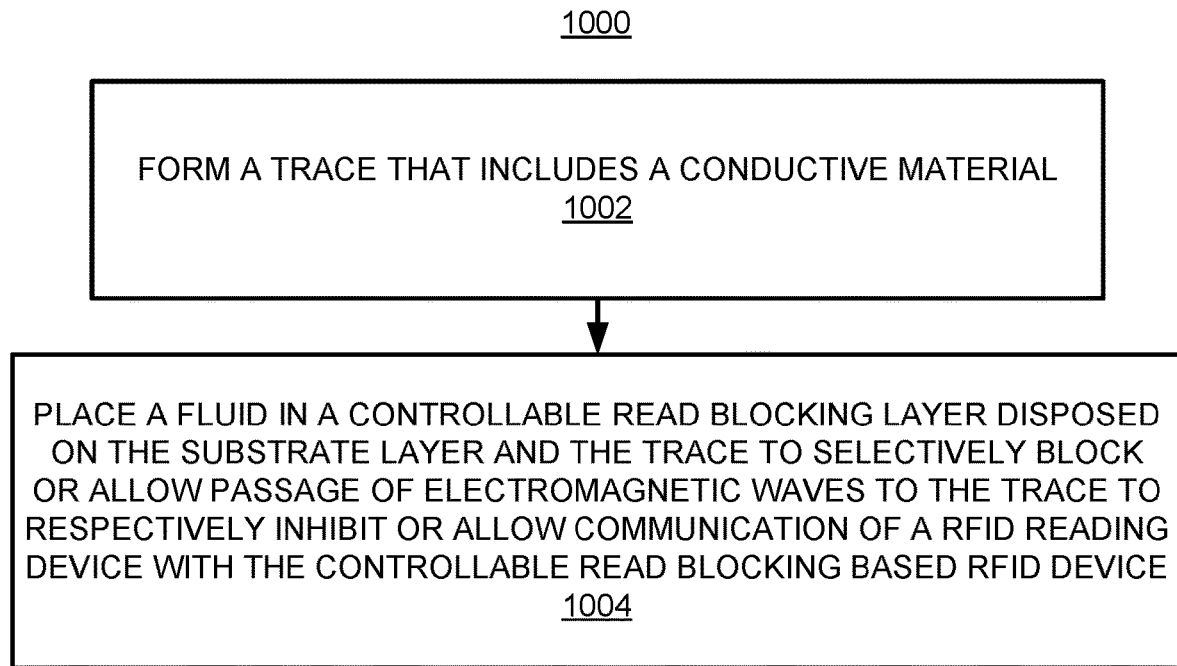 1000
FORM A TRACE THAT INCLUDES A CONDUCTIVE MATERIAL
1002
PLACE A FLUID IN A CONTROLLABLE READ BLOCKING LAYER DISPOSED
ON THE SUBSTRATE LAYER AND THE TRACE TO SELECTIVELY BLOCK
OR ALLOW PASSAGE OF ELECTROMAGNETIC WAVES TO THE TRACE TO
RESPECTIVELY INHIBIT OR ALLOW COMMUNICATION OF A RFID READING
DEVICE WITH THE CONTROLLABLE READ BLOCKING BASED RFID DEVICE
1004